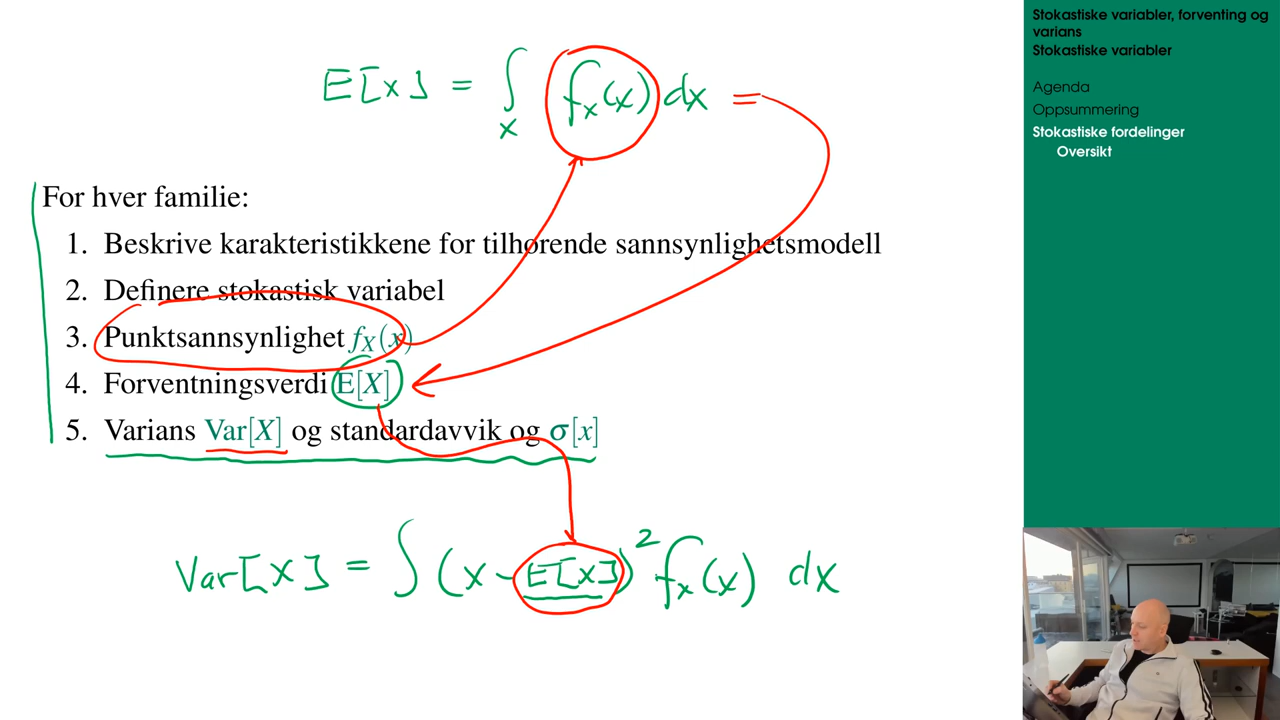 E[x] = ∫ₓ fₓ(x) dx =
For hver familie:
1. Beskrive karakteristikkene for tilhørende sannsynlighetsmodell
2. Definere stokastisk variabel
3. Punktsannsynlighet f_X(x)
4. Forventningsverdi E[X]
5. Varians Var[X] og standardavvik og σ[x]
Var[X] = ∫ (x - E[x])² fₓ(x) dx
Stokastiske variabler, forventing og
varians
Stokastiske variabler
Agenda
Oppsummering
Stokastiske fordelinger
Oversikt